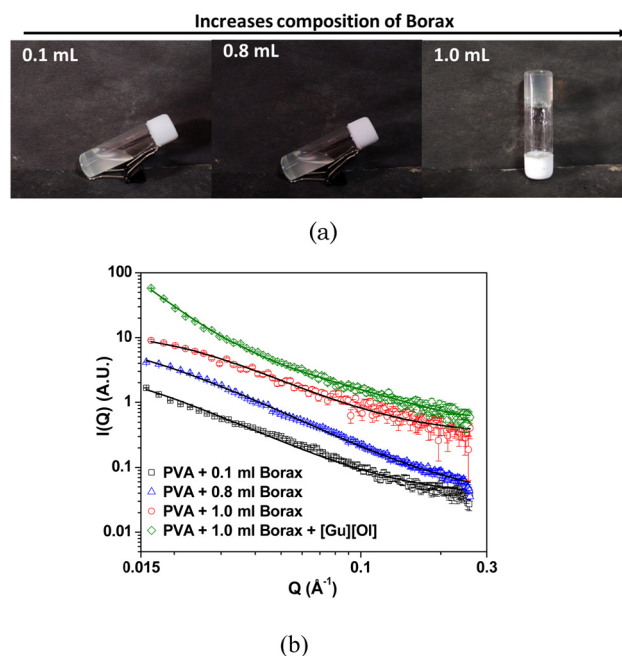 Increases composition of Borax
0.1 mL
0.8 mL
1.0 mL
(a)
100
10
1
0.1
0.01
I(Q) (A.U.)
PVA + 0.1 ml Borax
PVA + 0.8 ml Borax
PVA + 1.0 ml Borax
PVA + 1.0 ml Borax + [Gu][Ol]
0.015
0.1
0.3
Q (Å⁻¹)
(b)